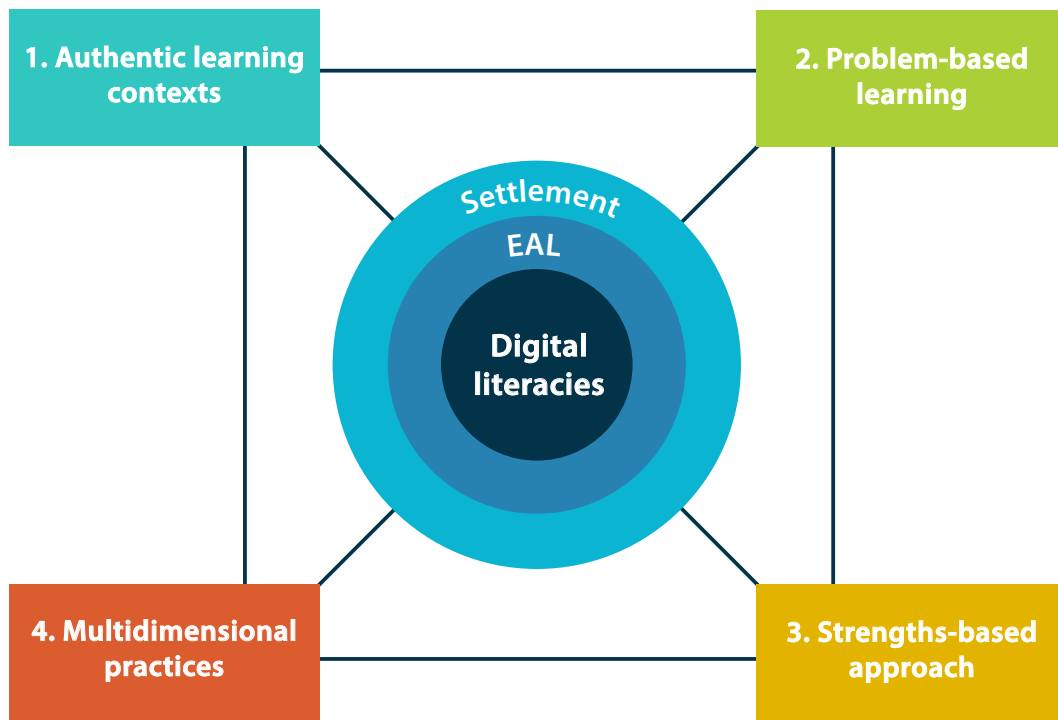 1. Authentic learning
contexts
2. Problem-based
learning
Settlement
EAL
Digital
literacies
4. Multidimensional
practices
3. Strengths-based
approach